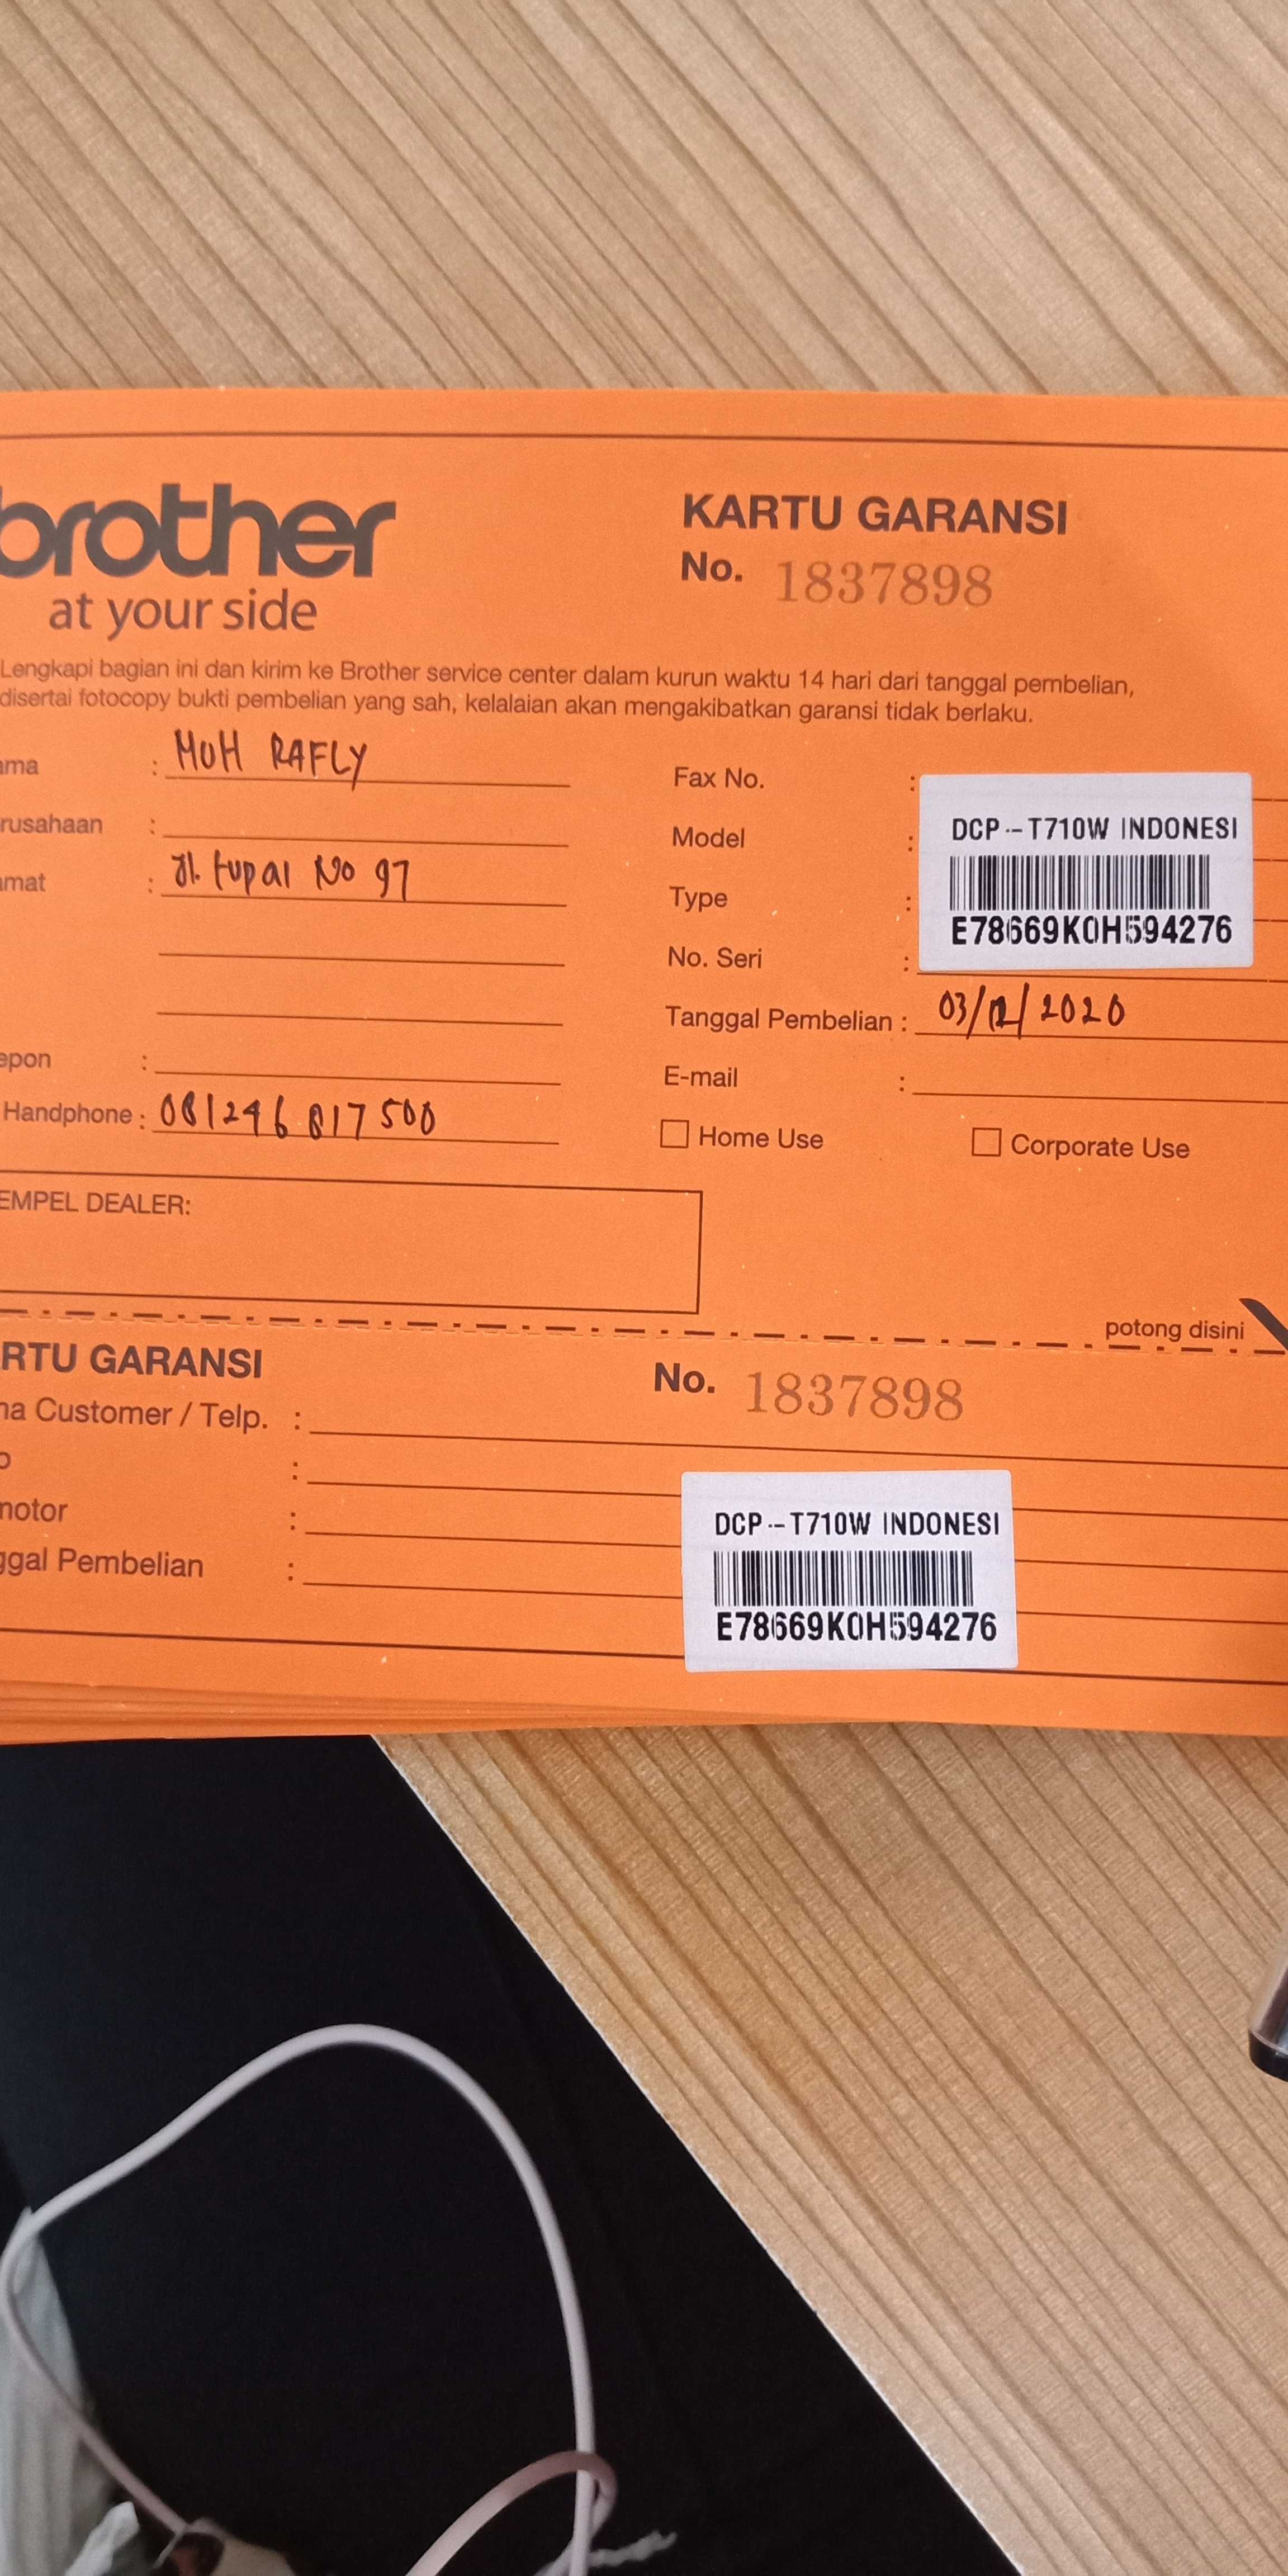 brother
at your side
KARTU GARANSI
No. 1837898
Lengkapi bagian ini dan kirim ke Brother service center dalam kurun waktu 14 hari dari tanggal pembelian,
disertai fotocopy bukti pembelian yang sah, kelalaian akan mengakibatkan garansi tidak berlaku.
ama : MOH RAFLY
rusahaan :
amat : Jl. tupai No 97
epon :
Handphone :
Fax No. :
Model :
Type :
No. Seri :
DCP-T710W INDONESI
E78669K0H594276
Tanggal Pembelian : 03/12/2020
E-mail :
Home Use
Corporate Use
EMPEL DEALER:
potong disini
RTU GARANSI
No. 1837898
na Customer / Telp. :
o :
motor :
ggal Pembelian :
DCP-T710W INDONESI
E78669K0H594276